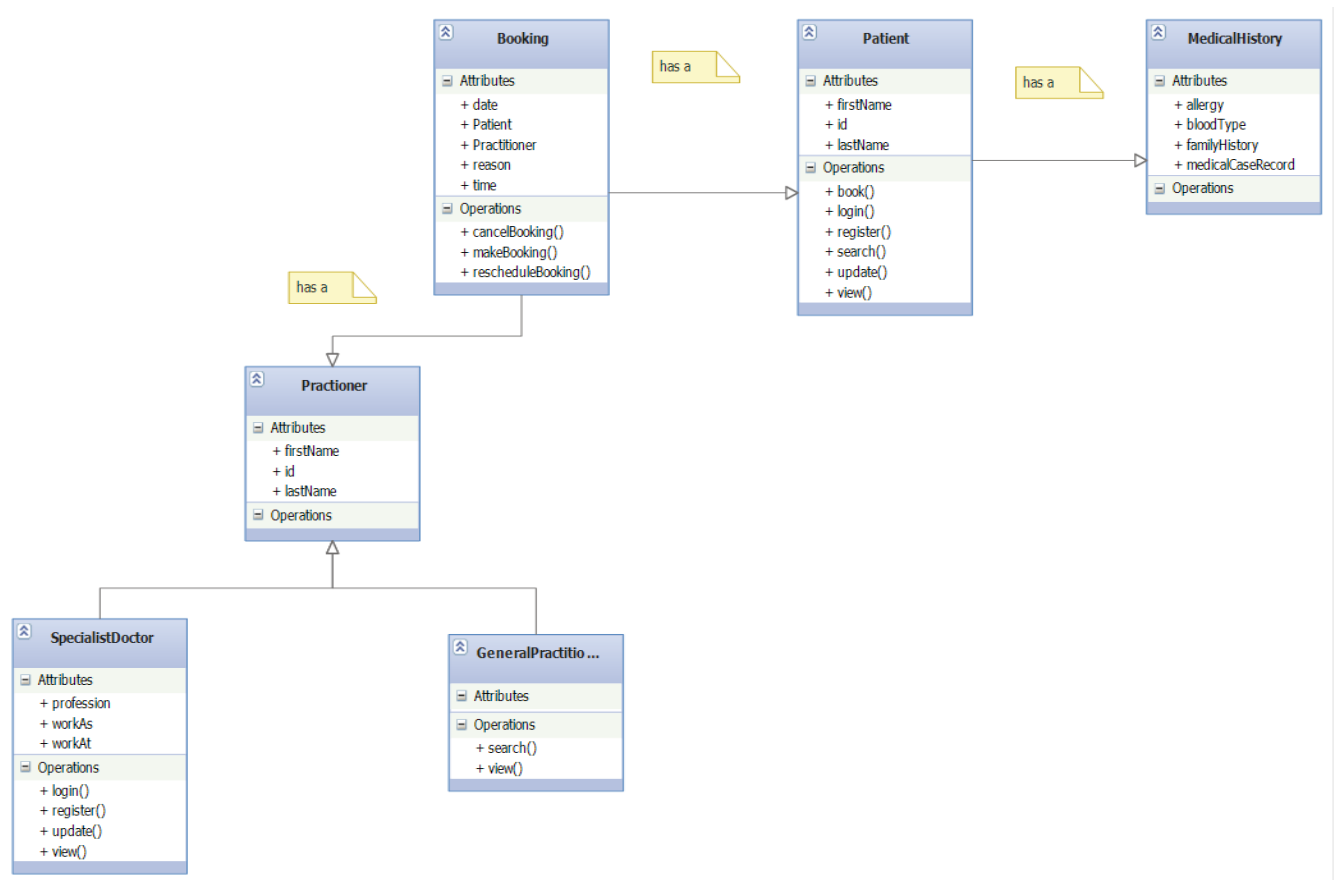 Booking
Attributes
+ date
+ Patient
+ Practitioner
+ reason
+ time
Operations
+ cancelBooking()
+ makeBooking()
+ rescheduleBooking()
has a
Patient
Attributes
+ firstName
+ id
+ lastName
Operations
+ book()
+ login()
+ register()
+ search()
+ update()
+ view()
has a
MedicalHistory
Attributes
+ allergy
+ bloodType
+ familyHistory
+ medicalCaseRecord
Operations
has a
Practioner
Attributes
+ firstName
+ id
+ lastName
Operations
SpecialistDoctor
Attributes
+ profession
+ workAs
+ workAt
Operations
+ login()
+ register()
+ update()
+ view()
GeneralPractitio ...
Attributes
Operations
+ search()
+ view()